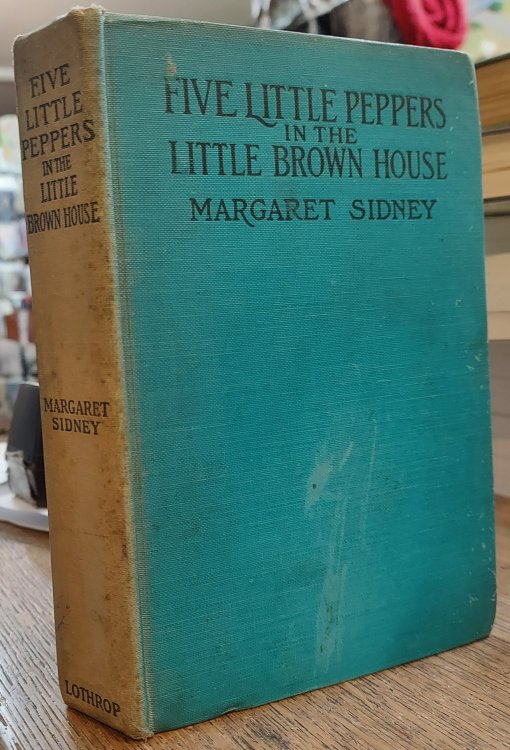 FIVE
LITTLE
PEPPERS
IN THE
LITTLE
BROWN HOUSE
MARGARET
SIDNEY
LOTHROP
FIVE LITTLE PEPPERS
IN THE
LITTLE BROWN HOUSE
MARGARET SIDNEY